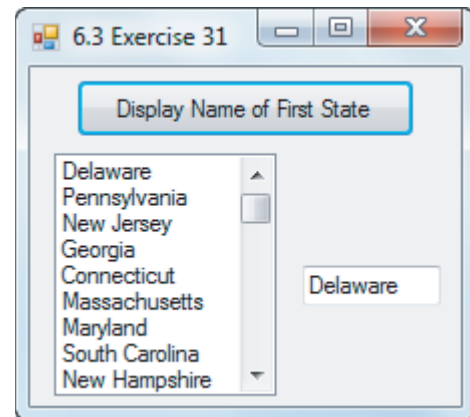 6.3 Exercise 31
Display Name of First State
Delaware
Pennsylvania
New Jersey
Georgia
Connecticut
Massachusetts
Maryland
South Carolina
New Hampshire
Delaware